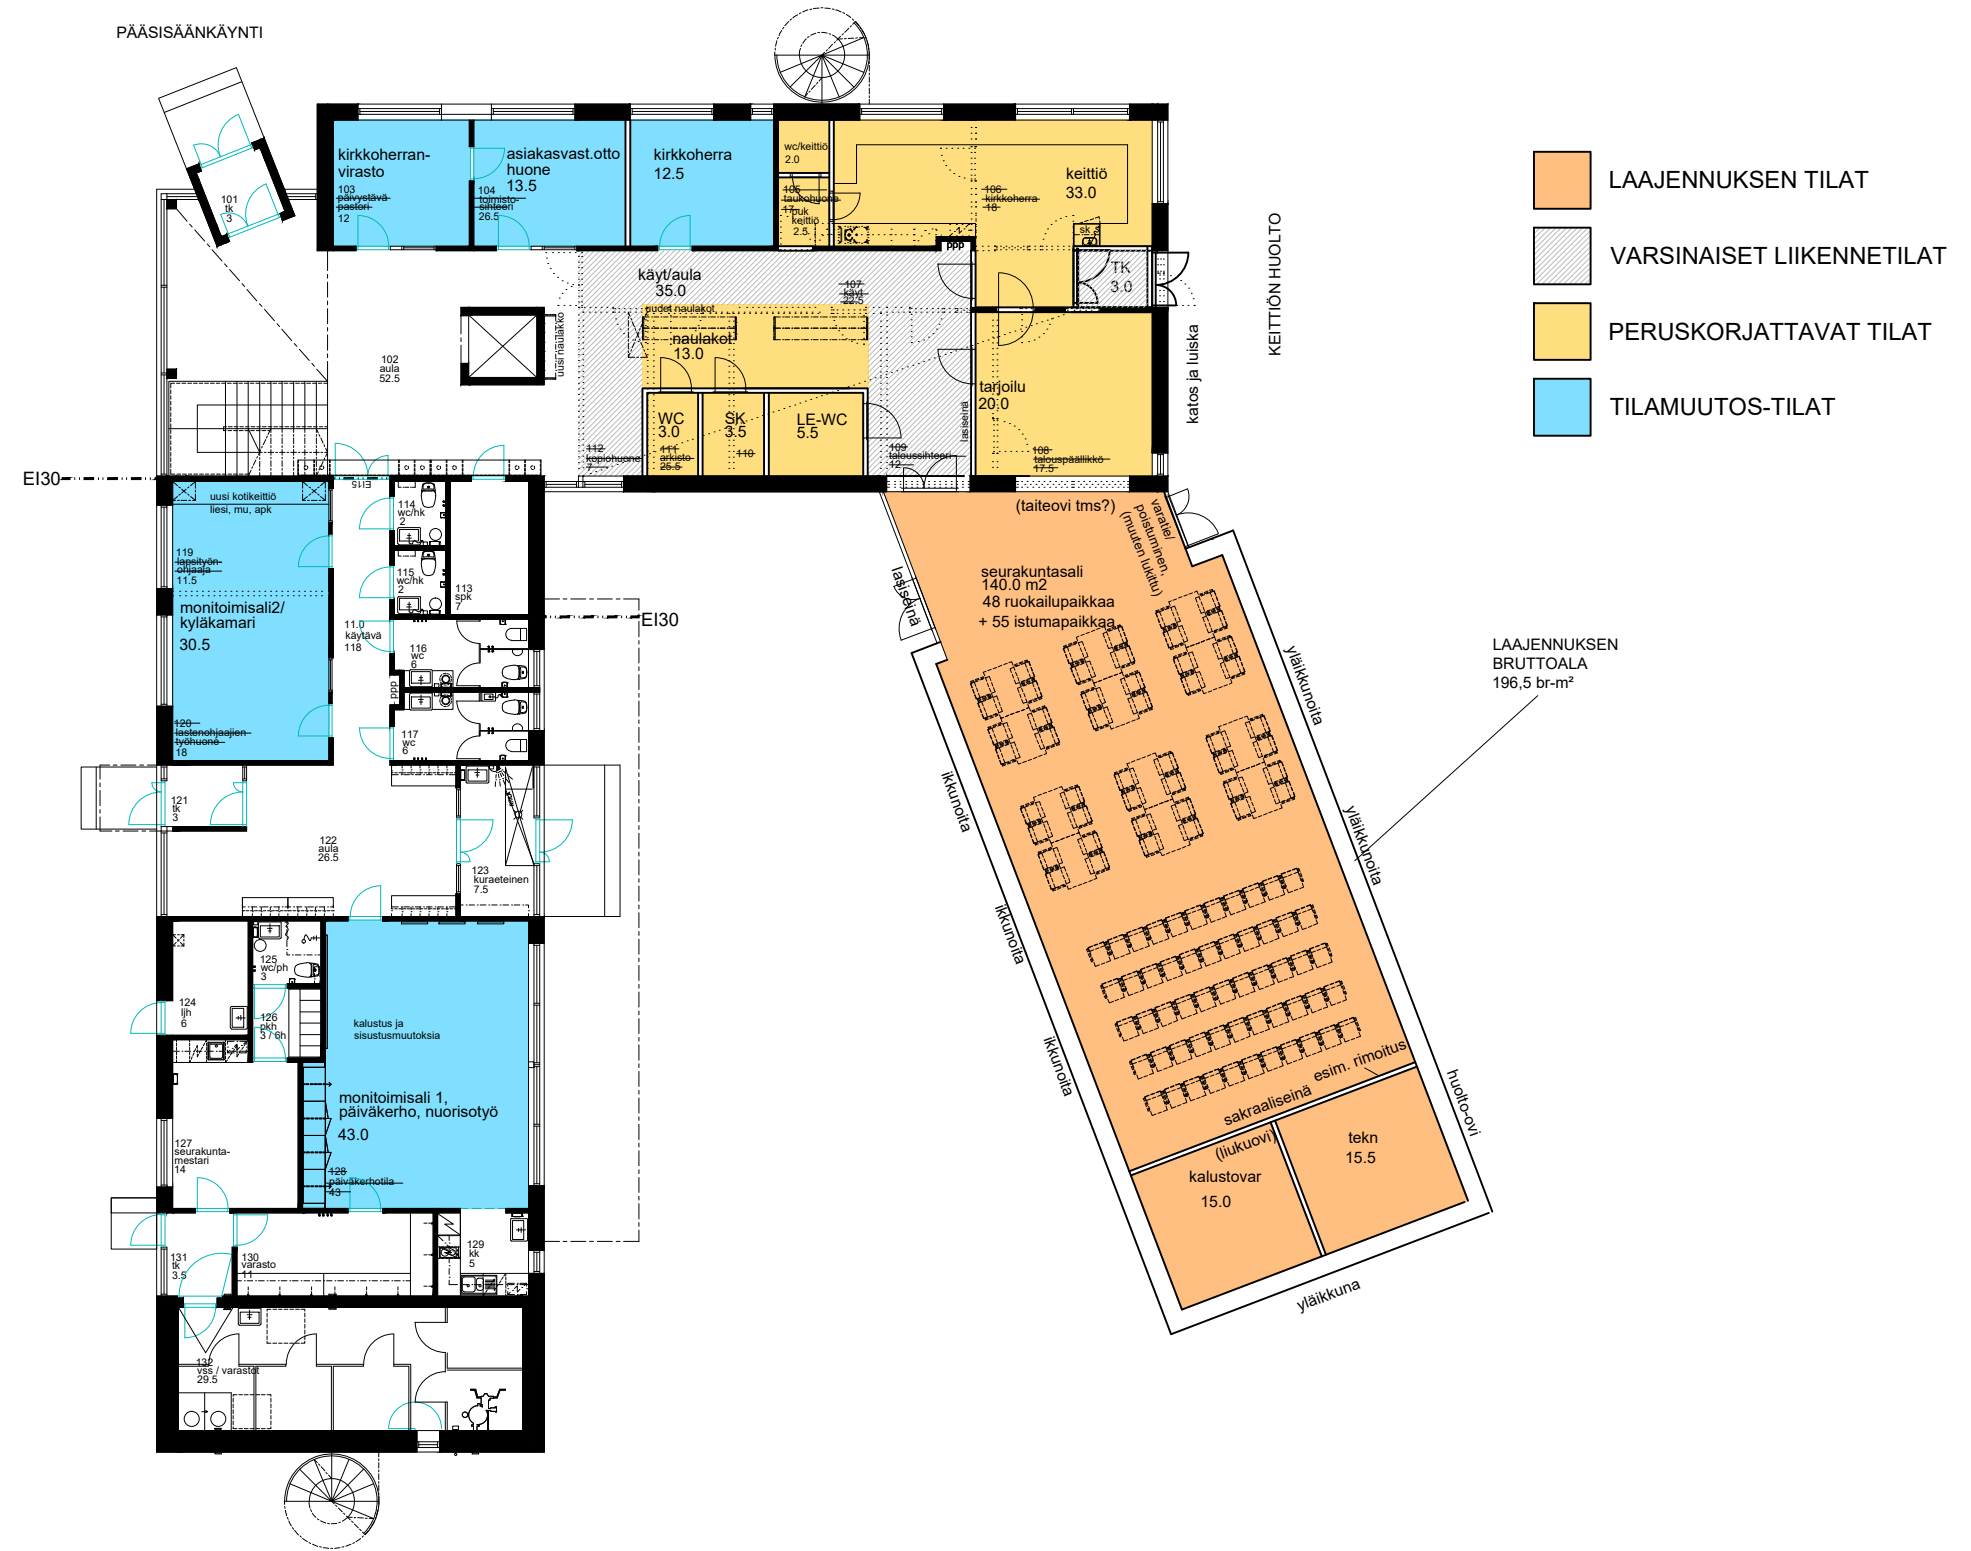 PÄÄSISÄÄNKÄYNTI
101
tk
3
kirkkoherran-
virasto
103
päivystävä
pastori
12
asiakasvast.otto
huone
13.5
104
toimisto-
sihteeri
26.5
kirkkoherra
12.5
wc/keittiö
2.0
105
taukohuone
17
puk
keittiö
2.5
keittiö
33.0
106
kirkkoherra
18
sk
ppp
TK
3.0
KEITTIÖN HUOLTO
katos ja luiska
käyt/aula
35.0
107
käyt
22.5
uudet naulakot
naulakot
13.0
uusi naulakko
102
aula
52.5
WC
3.0
111
arkisto
25.5
SK
3.5
110
LE-WC
5.5
112
kopiohuone
7
109
taloussihteeri
12
lasiseinä
tarjoilu
20.0
108
talouspäällikkö
17.5
LAAJENNUKSEN TILAT
VARSINAISET LIIKENNETILAT
PERUSKORJATTAVAT TILAT
TILAMUUTOS-TILAT
EI30
EI15
uusi kotikeittiö
liesi, mu, apk
119
lapsityön
ohjaaja
11.5
monitoimisali2/
kyläkamari
30.5
120
lastenohjaajien
työhuone
18
114
wc/hk
2
115
wc/hk
2
113
spk
7
11.0
käytävä
118
116
wc
6
ppp
117
wc
6
EI30
(taiteovi tms?)
varatie/
poistuminen,
(muuten lukittu)
lasiseinä
seurakuntasali
140.0 m2
48 ruokailupaikkaa
+ 55 istumapaikkaa
yläikkunoita
yläikkunoita
LAAJENNUKSEN
BRUTTOALA
196,5 br-m²
ikkunoita
ikkunoita
ikkunoita
121
tk
3
122
aula
26.5
123
kuraeteinen
7.5
124
ljh
6
125
wc/ph
3
126
pkh
3 / 6h
kalustus ja
sisustusmuutoksia
monitoimisali 1,
päiväkerho, nuorisotyö
43.0
128
päiväkerhotila
43
127
seurakunta-
mestari
14
sakraaliseinä
esim. rimoitus
(liukuovi)
huolto-ovi
kalustovar
15.0
tekn
15.5
yläikkuna
131
tk
3.5
130
varasto
11
129
kk
5
132
vss / varastot
29.5